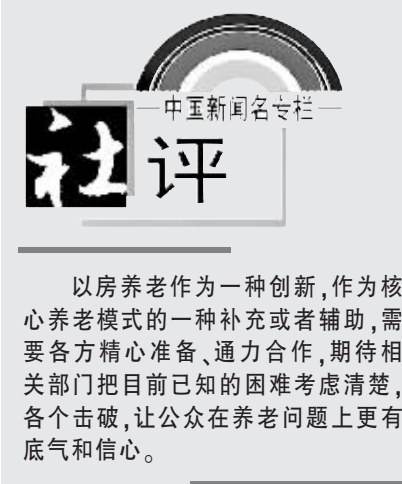 中国新闻名专栏
社评
以房养老作为一种创新,作为核
心养老模式的一种补充或者辅助,需
要各方精心准备、通力合作,期待相
关部门把目前已知的困难考虑清楚,
各个击破,让公众在养老问题上更有
底气和信心。